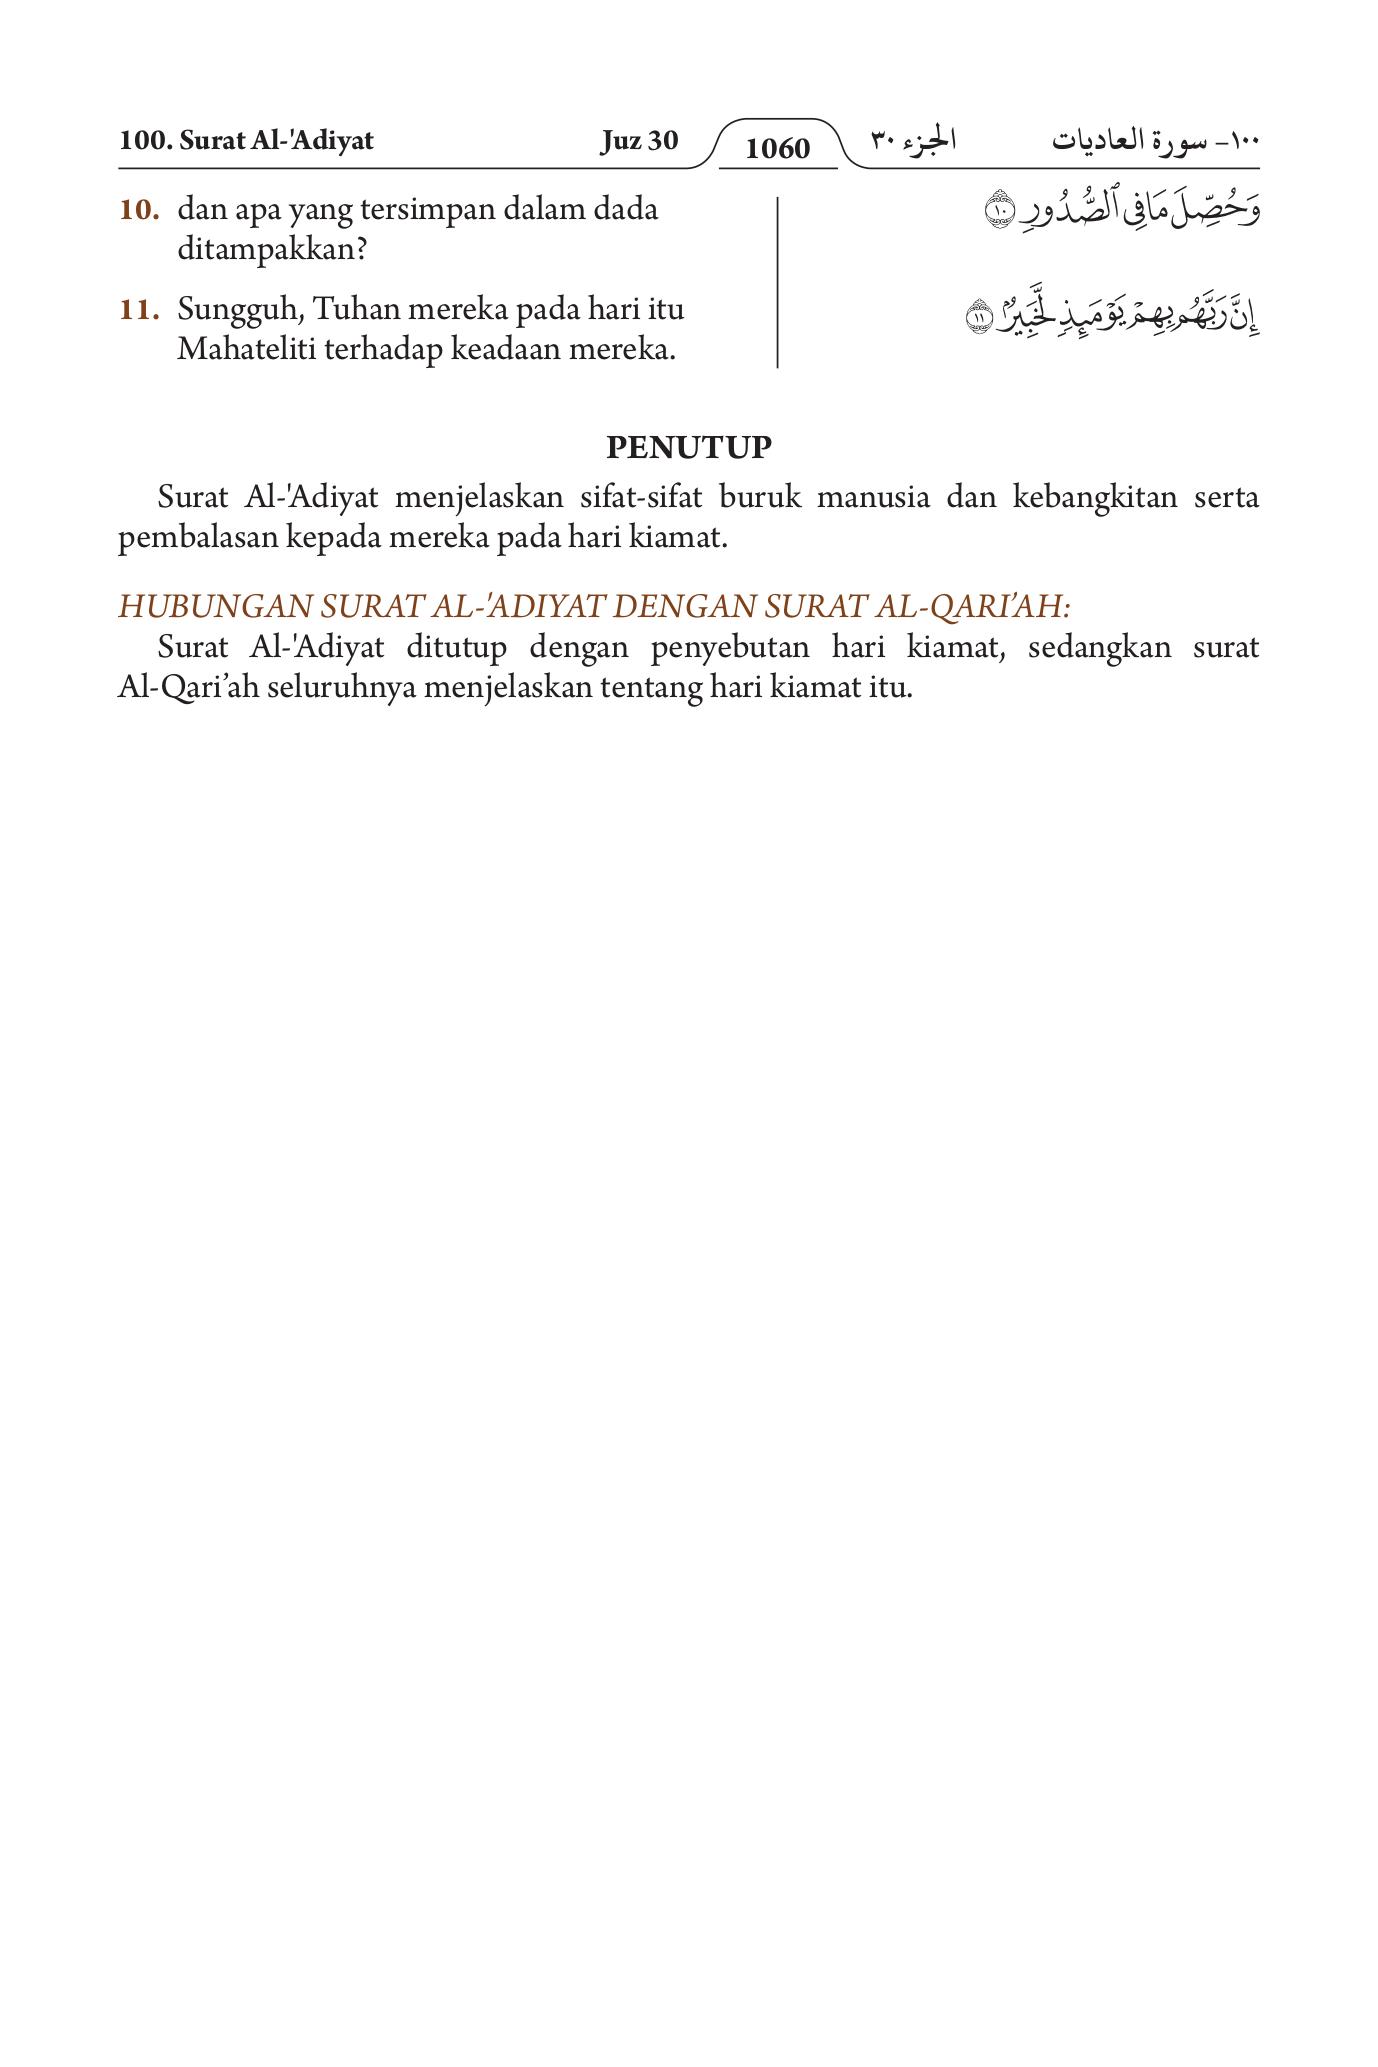 100. Surat Al-'Adiyat Juz 30 1060 الجزء ٣٠ ١٠٠– سورة العاديات
10. dan apa yang tersimpan dalam dada
ditampakkan?
وَحُصِّلَ مَا فِى ٱلصُّدُورِ ١٠
11. Sungguh, Tuhan mereka pada hari itu
Mahateliti terhadap keadaan mereka.
إِنَّ رَبَّهُم بِهِمۡ يَوۡمَئِذٖ لَّخَبِيرُۢ ١١
PENUTUP
Surat Al-'Adiyat menjelaskan sifat-sifat buruk manusia dan kebangkitan serta
pembalasan kepada mereka pada hari kiamat.
HUBUNGAN SURAT AL-'ADIYAT DENGAN SURAT AL-QARI’AH:
Surat Al-'Adiyat ditutup dengan penyebutan hari kiamat, sedangkan surat
Al-Qari’ah seluruhnya menjelaskan tentang hari kiamat itu.